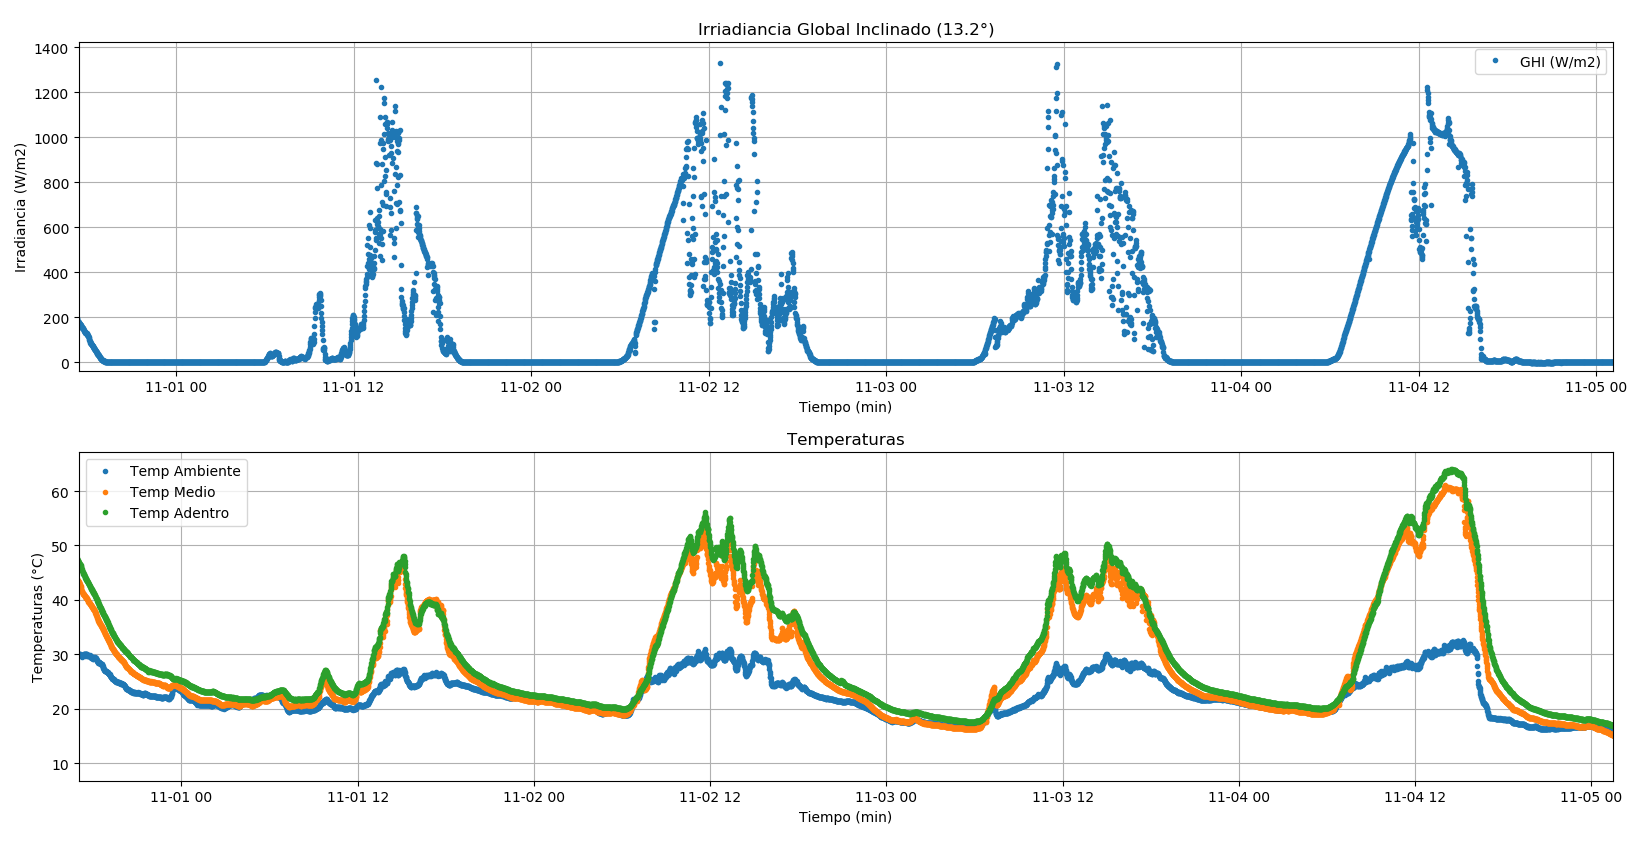 Irriadiancia Global Inclinado (13.2°)
Irradiancia (W/m2)
1400
1200
1000
800
600
400
200
0
GHI (W/m2)
11-01 00 11-01 12 11-02 00 11-02 12 11-03 00 11-03 12 11-04 00 11-04 12 11-05 00
Tiempo (min)
Temperaturas
Temperaturas (°C)
60
50
40
30
20
10
Temp Ambiente
Temp Medio
Temp Adentro
11-01 00 11-01 12 11-02 00 11-02 12 11-03 00 11-03 12 11-04 00 11-04 12 11-05 00
Tiempo (min)